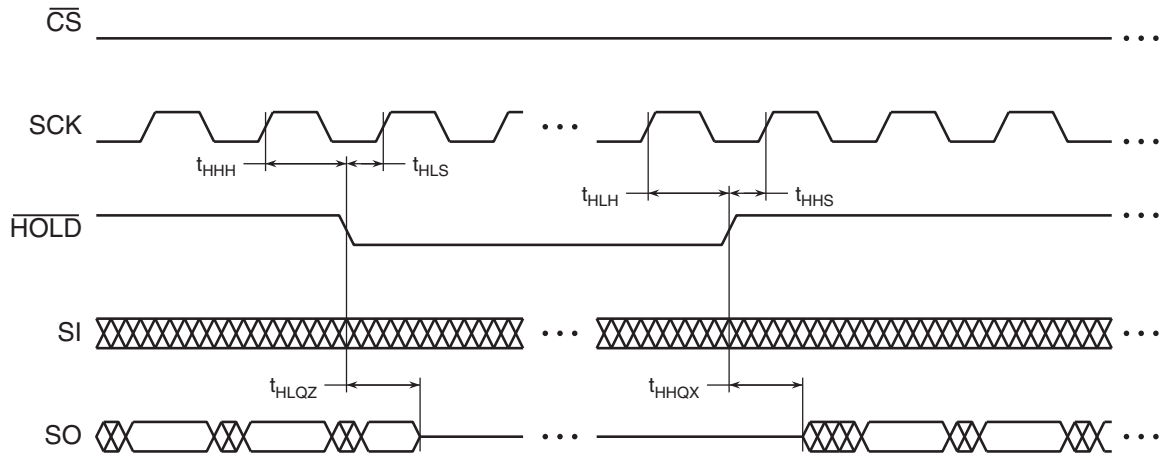 CS
SCK
tHHH
tHLS
tHLH
tHHS
HOLD
SI
tHLQZ
tHHQX
SO